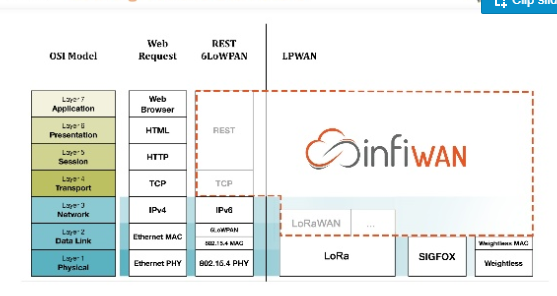 Clip Slid
Web
Request
REST
6LoWPAN
OSI Model
LPWAN
Layer 7
Application
Web
Browser
Layer 6
Presentation
HTML
REST
Layer 5
Session
HTTP
infiWAN
Layer 4
Transport
TCP
TCP
Layer 3
Network
IPv4
IPv6
LoRaWAN
...
Layer 2
Data Link
Ethernet MAC
6LoWPAN
802.15.4 MAC
Weightless MAC
Layer 1
Physical
Ethernet PHY
802.15.4 PHY
LoRa
SIGFOX
Weightless